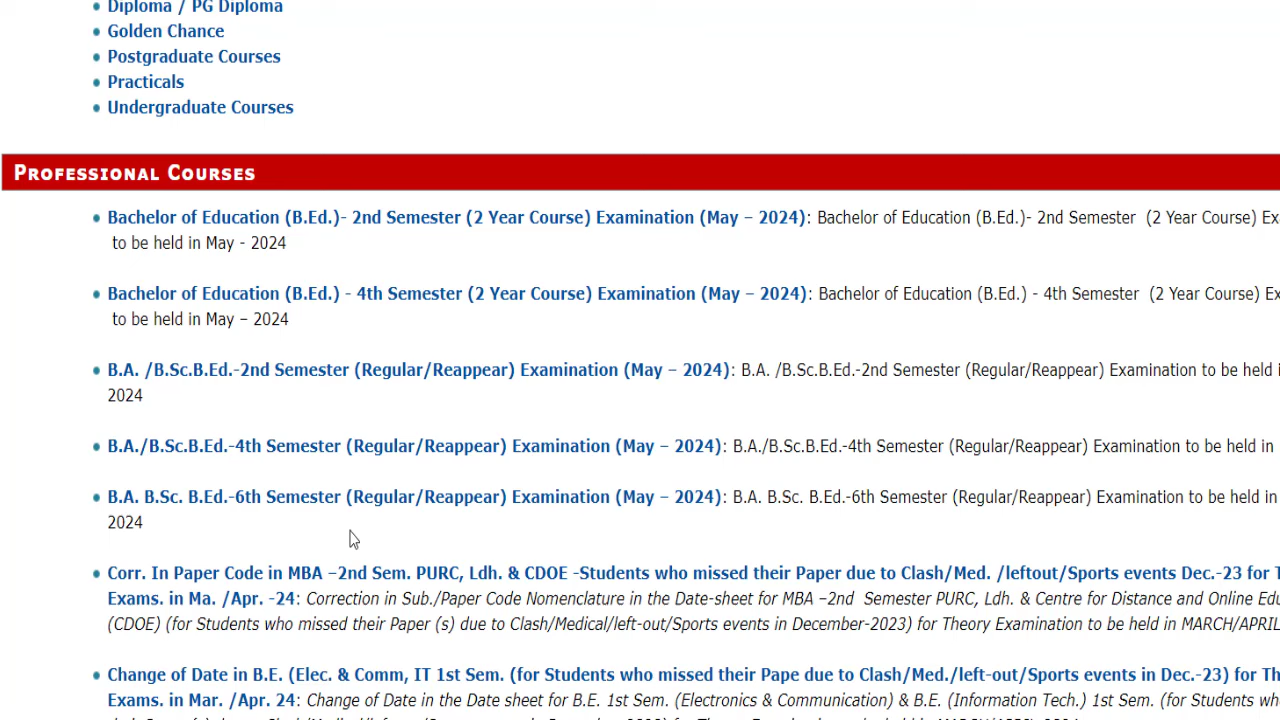 Diploma / PG Diploma
Golden Chance
Postgraduate Courses
Practicals
Undergraduate Courses
Professional Courses
Bachelor of Education (B.Ed.)- 2nd Semester (2 Year Course) Examination (May – 2024): Bachelor of Education (B.Ed.)- 2nd Semester (2 Year Course)
to be held in May - 2024
Bachelor of Education (B.Ed.) - 4th Semester (2 Year Course) Examination (May – 2024): Bachelor of Education (B.Ed.) - 4th Semester (2 Year Course)
to be held in May – 2024
B.A. /B.Sc.B.Ed.-2nd Semester (Regular/Reappear) Examination (May – 2024): B.A. /B.Sc.B.Ed.-2nd Semester (Regular/Reappear) Examination to be held
2024
B.A./B.Sc.B.Ed.-4th Semester (Regular/Reappear) Examination (May – 2024): B.A./B.Sc.B.Ed.-4th Semester (Regular/Reappear) Examination to be held in
B.A. B.Sc. B.Ed.-6th Semester (Regular/Reappear) Examination (May – 2024): B.A. B.Sc. B.Ed.-6th Semester (Regular/Reappear) Examination to be held in
2024
Corr. In Paper Code in MBA –2nd Sem. PURC, Ldh. & CDOE -Students who missed their Paper due to Clash/Med. /leftout/Sports events Dec.-23 for
Exams. in Ma. /Apr. -24: Correction in Sub./Paper Code Nomenclature in the Date-sheet for MBA –2nd Semester PURC, Ldh. & Centre for Distance and Online
(CDOE) (for Students who missed their Paper (s) due to Clash/Medical/left-out/Sports events in December-2023) for Theory Examination to be held in MARCH/APRIL
Change of Date in B.E. (Elec. & Comm, IT 1st Sem. (for Students who missed their Pape due to Clash/Med./left-out/Sports events in Dec.-23) for
Exams. in Mar. /Apr. 24: Change of Date in the Date sheet for B.E. 1st Sem. (Electronics & Communication) & B.E. (Information Tech.) 1st Sem. (for Students